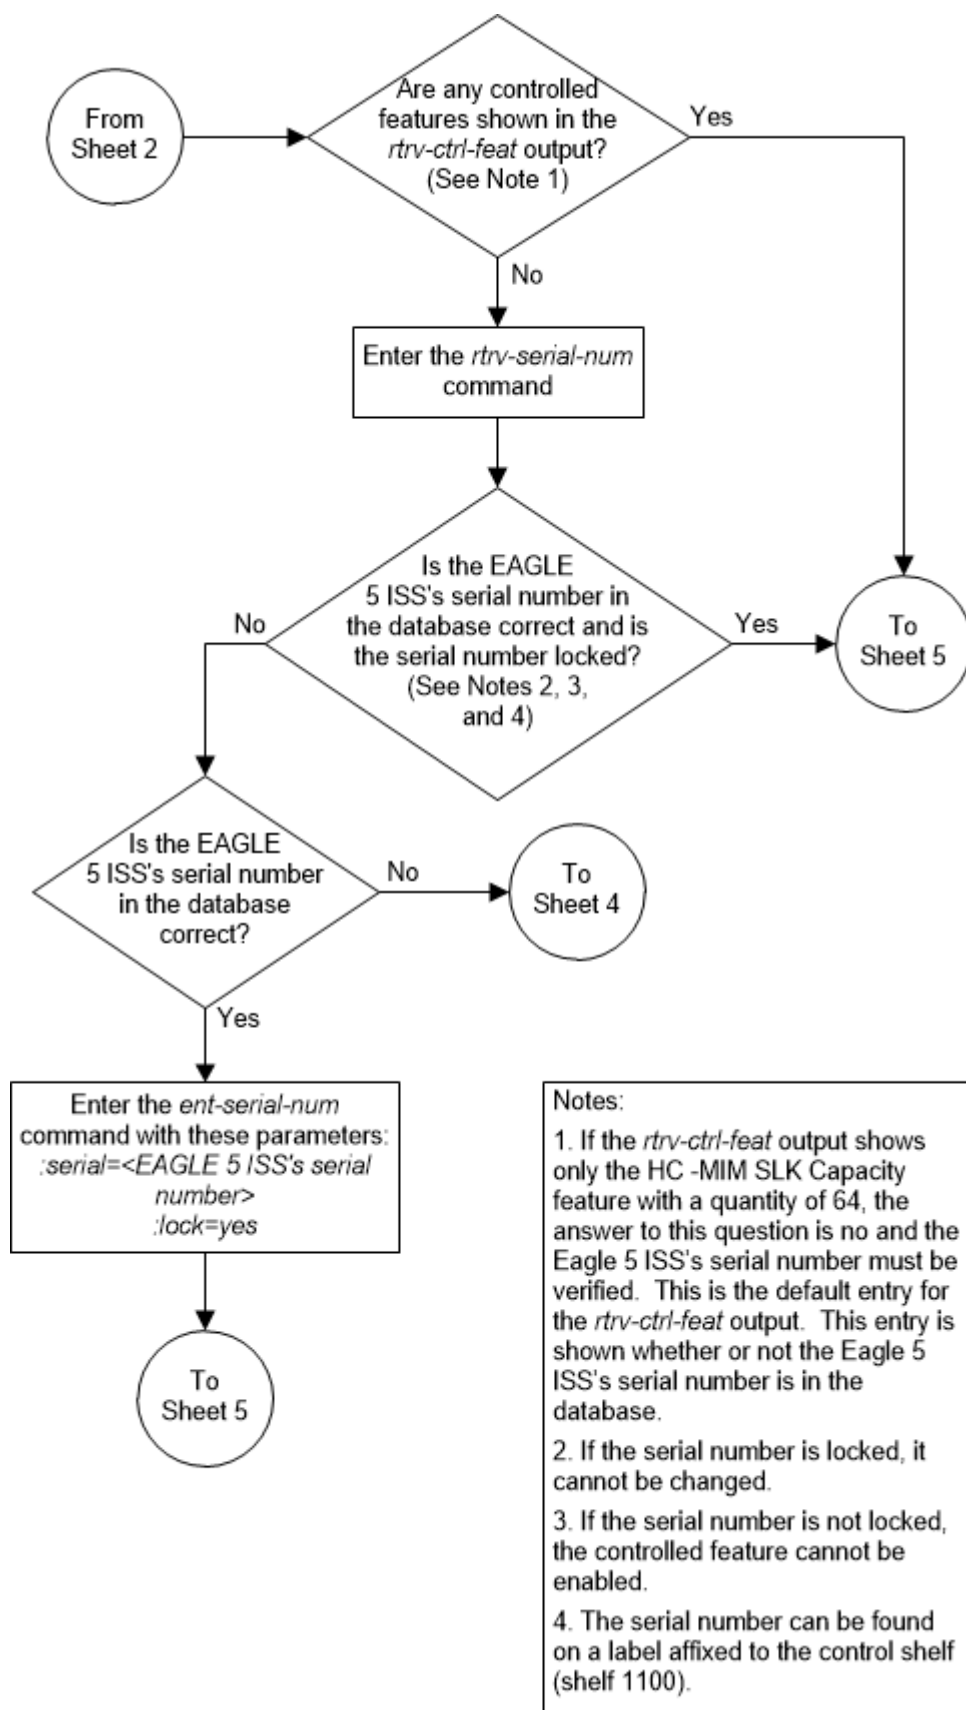 From
Sheet 2
Are any controlled
features shown in the
rtrv-ctrl-feat output?
(See Note 1)
Yes
No
Enter the rtrv-serial-num
command
Is the EAGLE
5 ISS's serial number in
the database correct and is
the serial number locked?
(See Notes 2, 3,
and 4)
No
Yes
To
Sheet 5
Is the EAGLE
5 ISS's serial number
in the database
correct?
No
To
Sheet 4
Yes
Enter the ent-serial-num
command with these parameters:
:serial=<EAGLE 5 ISS's serial
number>
:lock=yes
To
Sheet 5
Notes:
1. If the rtrv-ctrl-feat output shows
only the HC -MIM SLK Capacity
feature with a quantity of 64, the
answer to this question is no and the
Eagle 5 ISS's serial number must be
verified.  This is the default entry for
the rtrv-ctrl-feat output.  This entry is
shown whether or not the Eagle 5
ISS's serial number is in the
database.
2. If the serial number is locked, it
cannot be changed.
3. If the serial number is not locked,
the controlled feature cannot be
enabled.
4. The serial number can be found
on a label affixed to the control shelf
(shelf 1100).